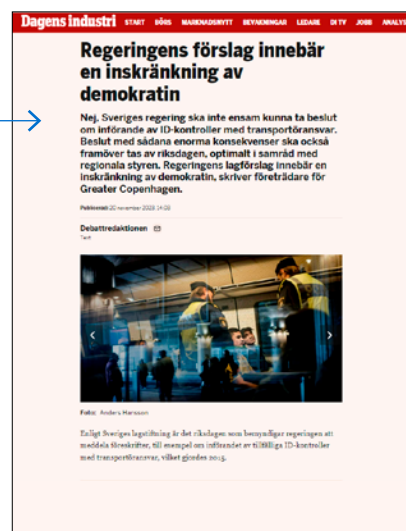 Dagens industri START BÖRS MARKNADSNYTT BEVAKNINGAR LEDARE DI TV JOBB ANALYS
Regeringens förslag innebär
en inskränkning av
demokratin
Nej. Sveriges regering ska inte ensam kunna ta beslut
om införande av ID-kontroller med transportöransvar.
Beslut med sådana enorma konsekvenser ska också
framöver tas av riksdagen, optimalt i samråd med
regionala styren. Regeringens lagförslag innebär en
inskränkning av demokratin, skriver företrädare för
Greater Copenhagen.
Publicerad: 20 november 2023 14:00
Debattredaktionen
Text
Foto: Anders Hansson
Enligt Sveriges lagstiftning är det riksdagen som bemyndigar regeringen att
meddela föreskrifter, till exempel om införandet av tillfälliga ID-kontroller
med transportöransvar, vilket gjordes 2015.